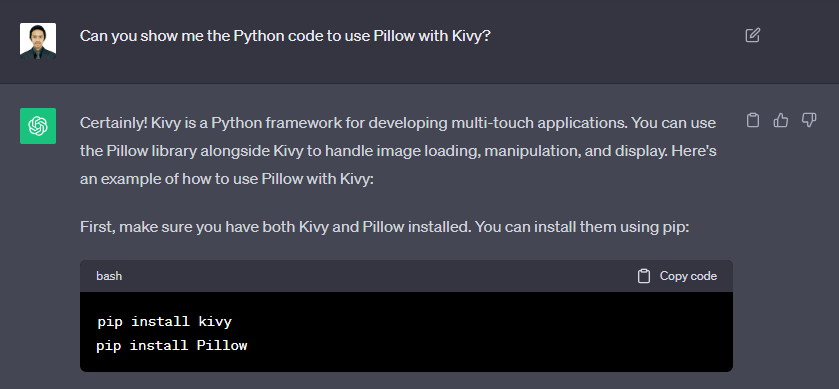 Can you show me the Python code to use Pillow with Kivy?
Certainly! Kivy is a Python framework for developing multi-touch applications. You can use
the Pillow library alongside Kivy to handle image loading, manipulation, and display. Here's
an example of how to use Pillow with Kivy:
First, make sure you have both Kivy and Pillow installed. You can install them using pip:
bash
Copy code
pip install kivy
pip install Pillow